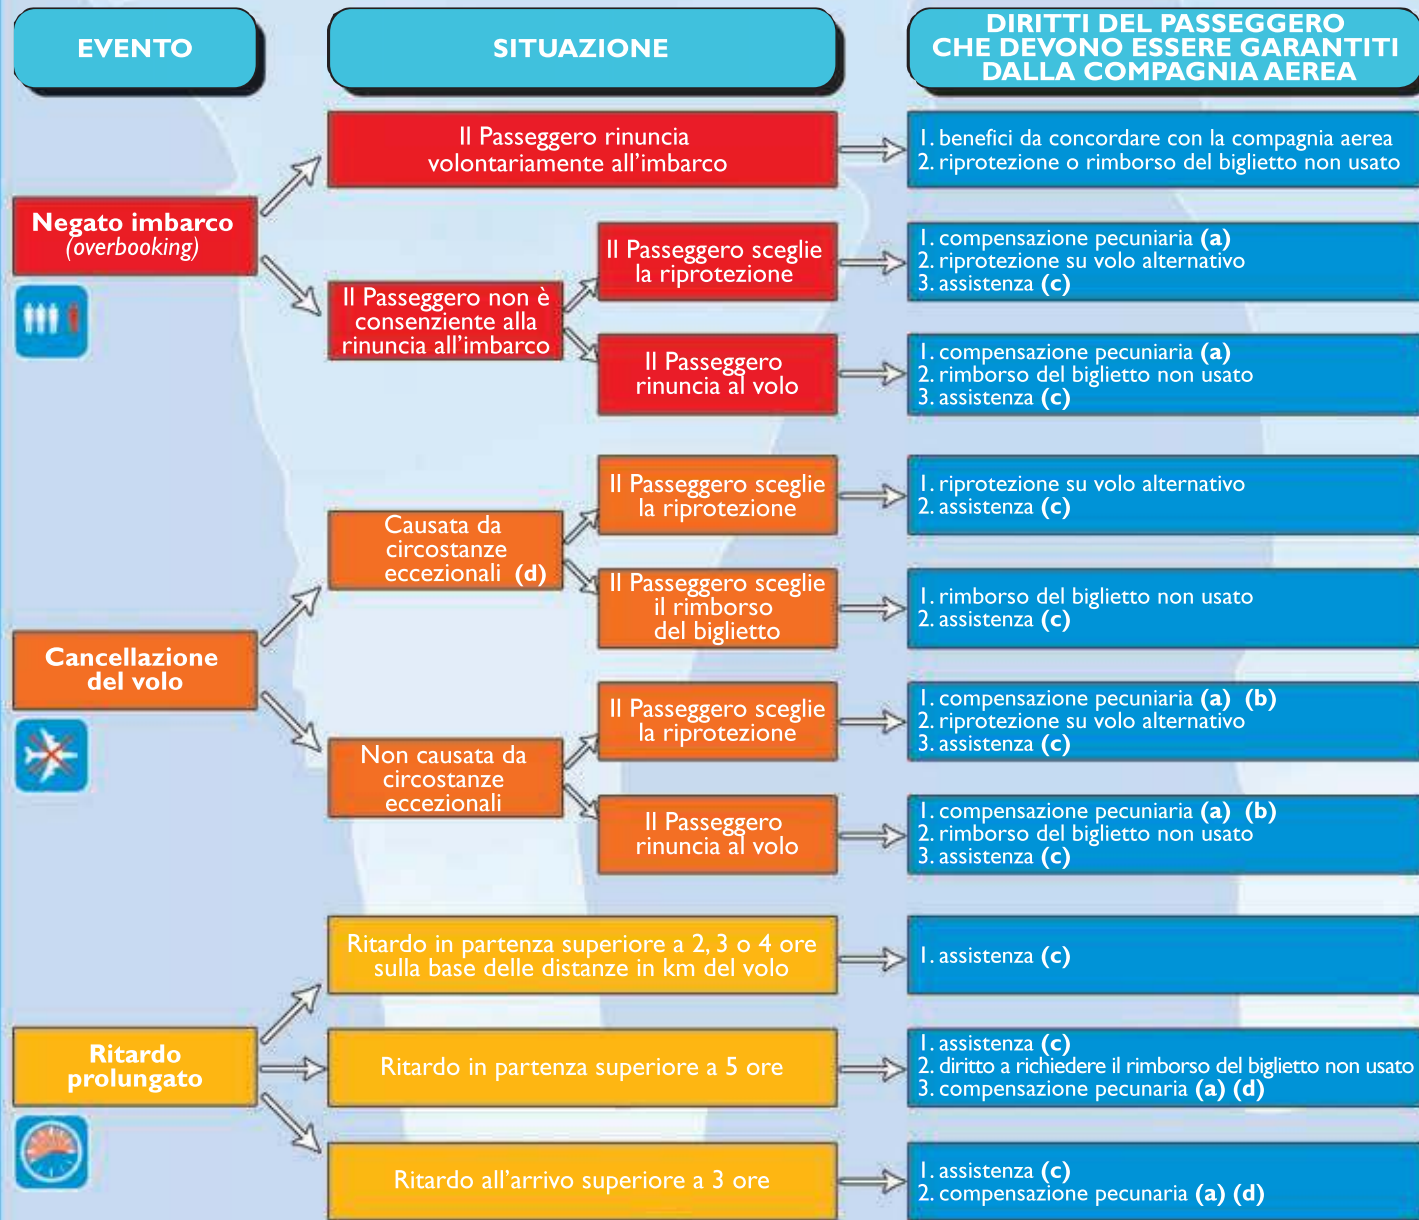 EVENTO
SITUAZIONE
DIRITTI DEL PASSEGGERO
CHE DEVONO ESSERE GARANTITI
DALLA COMPAGNIA AEREA
Negato imbarco
(overbooking)
Il Passeggero rinuncia
volontariamente all'imbarco
1. benefici da concordare con la compagnia aerea
2. riprotezione o rimborso del biglietto non usato
Il Passeggero non è
consenziente alla
rinuncia all'imbarco
Il Passeggero sceglie
la riprotezione
1. compensazione pecuniaria (a)
2. riprotezione su volo alternativo
3. assistenza (c)
Il Passeggero
rinuncia al volo
1. compensazione pecuniaria (a)
2. rimborso del biglietto non usato
3. assistenza (c)
Cancellazione
del volo
Causata da
circostanze
eccezionali (d)
Il Passeggero sceglie
la riprotezione
1. riprotezione su volo alternativo
2. assistenza (c)
Il Passeggero sceglie
il rimborso
del biglietto
1. rimborso del biglietto non usato
2. assistenza (c)
Non causata da
circostanze
eccezionali
Il Passeggero sceglie
la riprotezione
1. compensazione pecuniaria (a) (b)
2. riprotezione su volo alternativo
3. assistenza (c)
Il Passeggero
rinuncia al volo
1. compensazione pecuniaria (a) (b)
2. rimborso del biglietto non usato
3. assistenza (c)
Ritardo
prolungato
Ritardo in partenza superiore a 2, 3 o 4 ore
sulla base delle distanze in km del volo
1. assistenza (c)
Ritardo in partenza superiore a 5 ore
1. assistenza (c)
2. diritto a richiedere il rimborso del biglietto non usato
3. compensazione pecunaria (a) (d)
Ritardo all'arrivo superiore a 3 ore
1. assistenza (c)
2. compensazione pecunaria (a) (d)